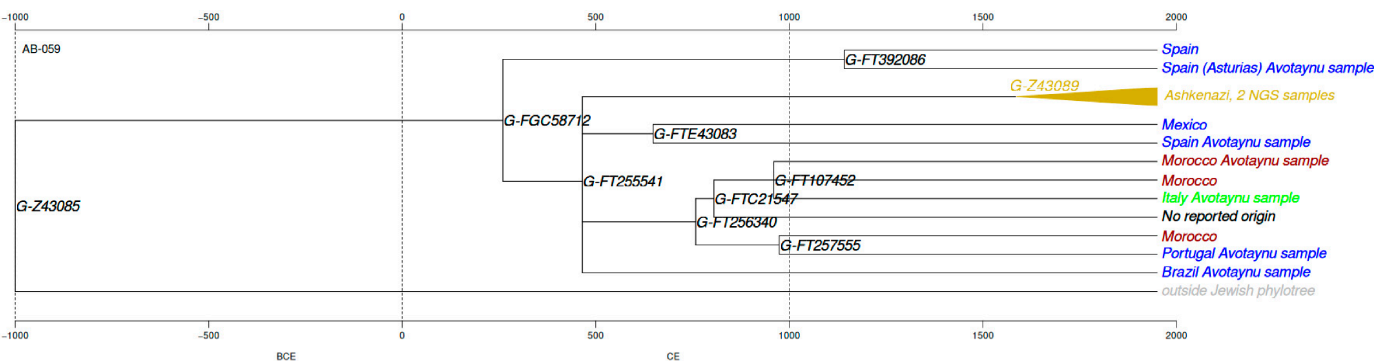 −1000 −500 0 500 1000 1500 2000
AB-059
Spain
G-FT392086
Spain (Asturias) Avotaynu sample
G-Z43089
Ashkenazi, 2 NGS samples
G-FGC58712
Mexico
G-FTE43083
Spain Avotaynu sample
Morocco Avotaynu sample
G-FT255541
G-FT107452
Morocco
G-Z43085
G-FTC21547
Italy Avotaynu sample
G-FT256340
No reported origin
Morocco
G-FT257555
Portugal Avotaynu sample
Brazil Avotaynu sample
outside Jewish phylotree
−1000 −500 0 500 1000 1500 2000
BCE CE